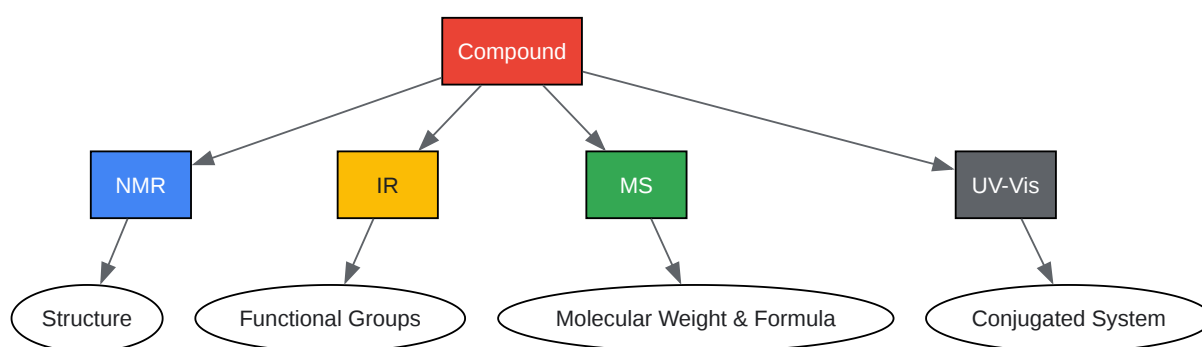 Compound
NMR
IR
MS
UV-Vis
Structure
Functional Groups
Molecular Weight & Formula
Conjugated System